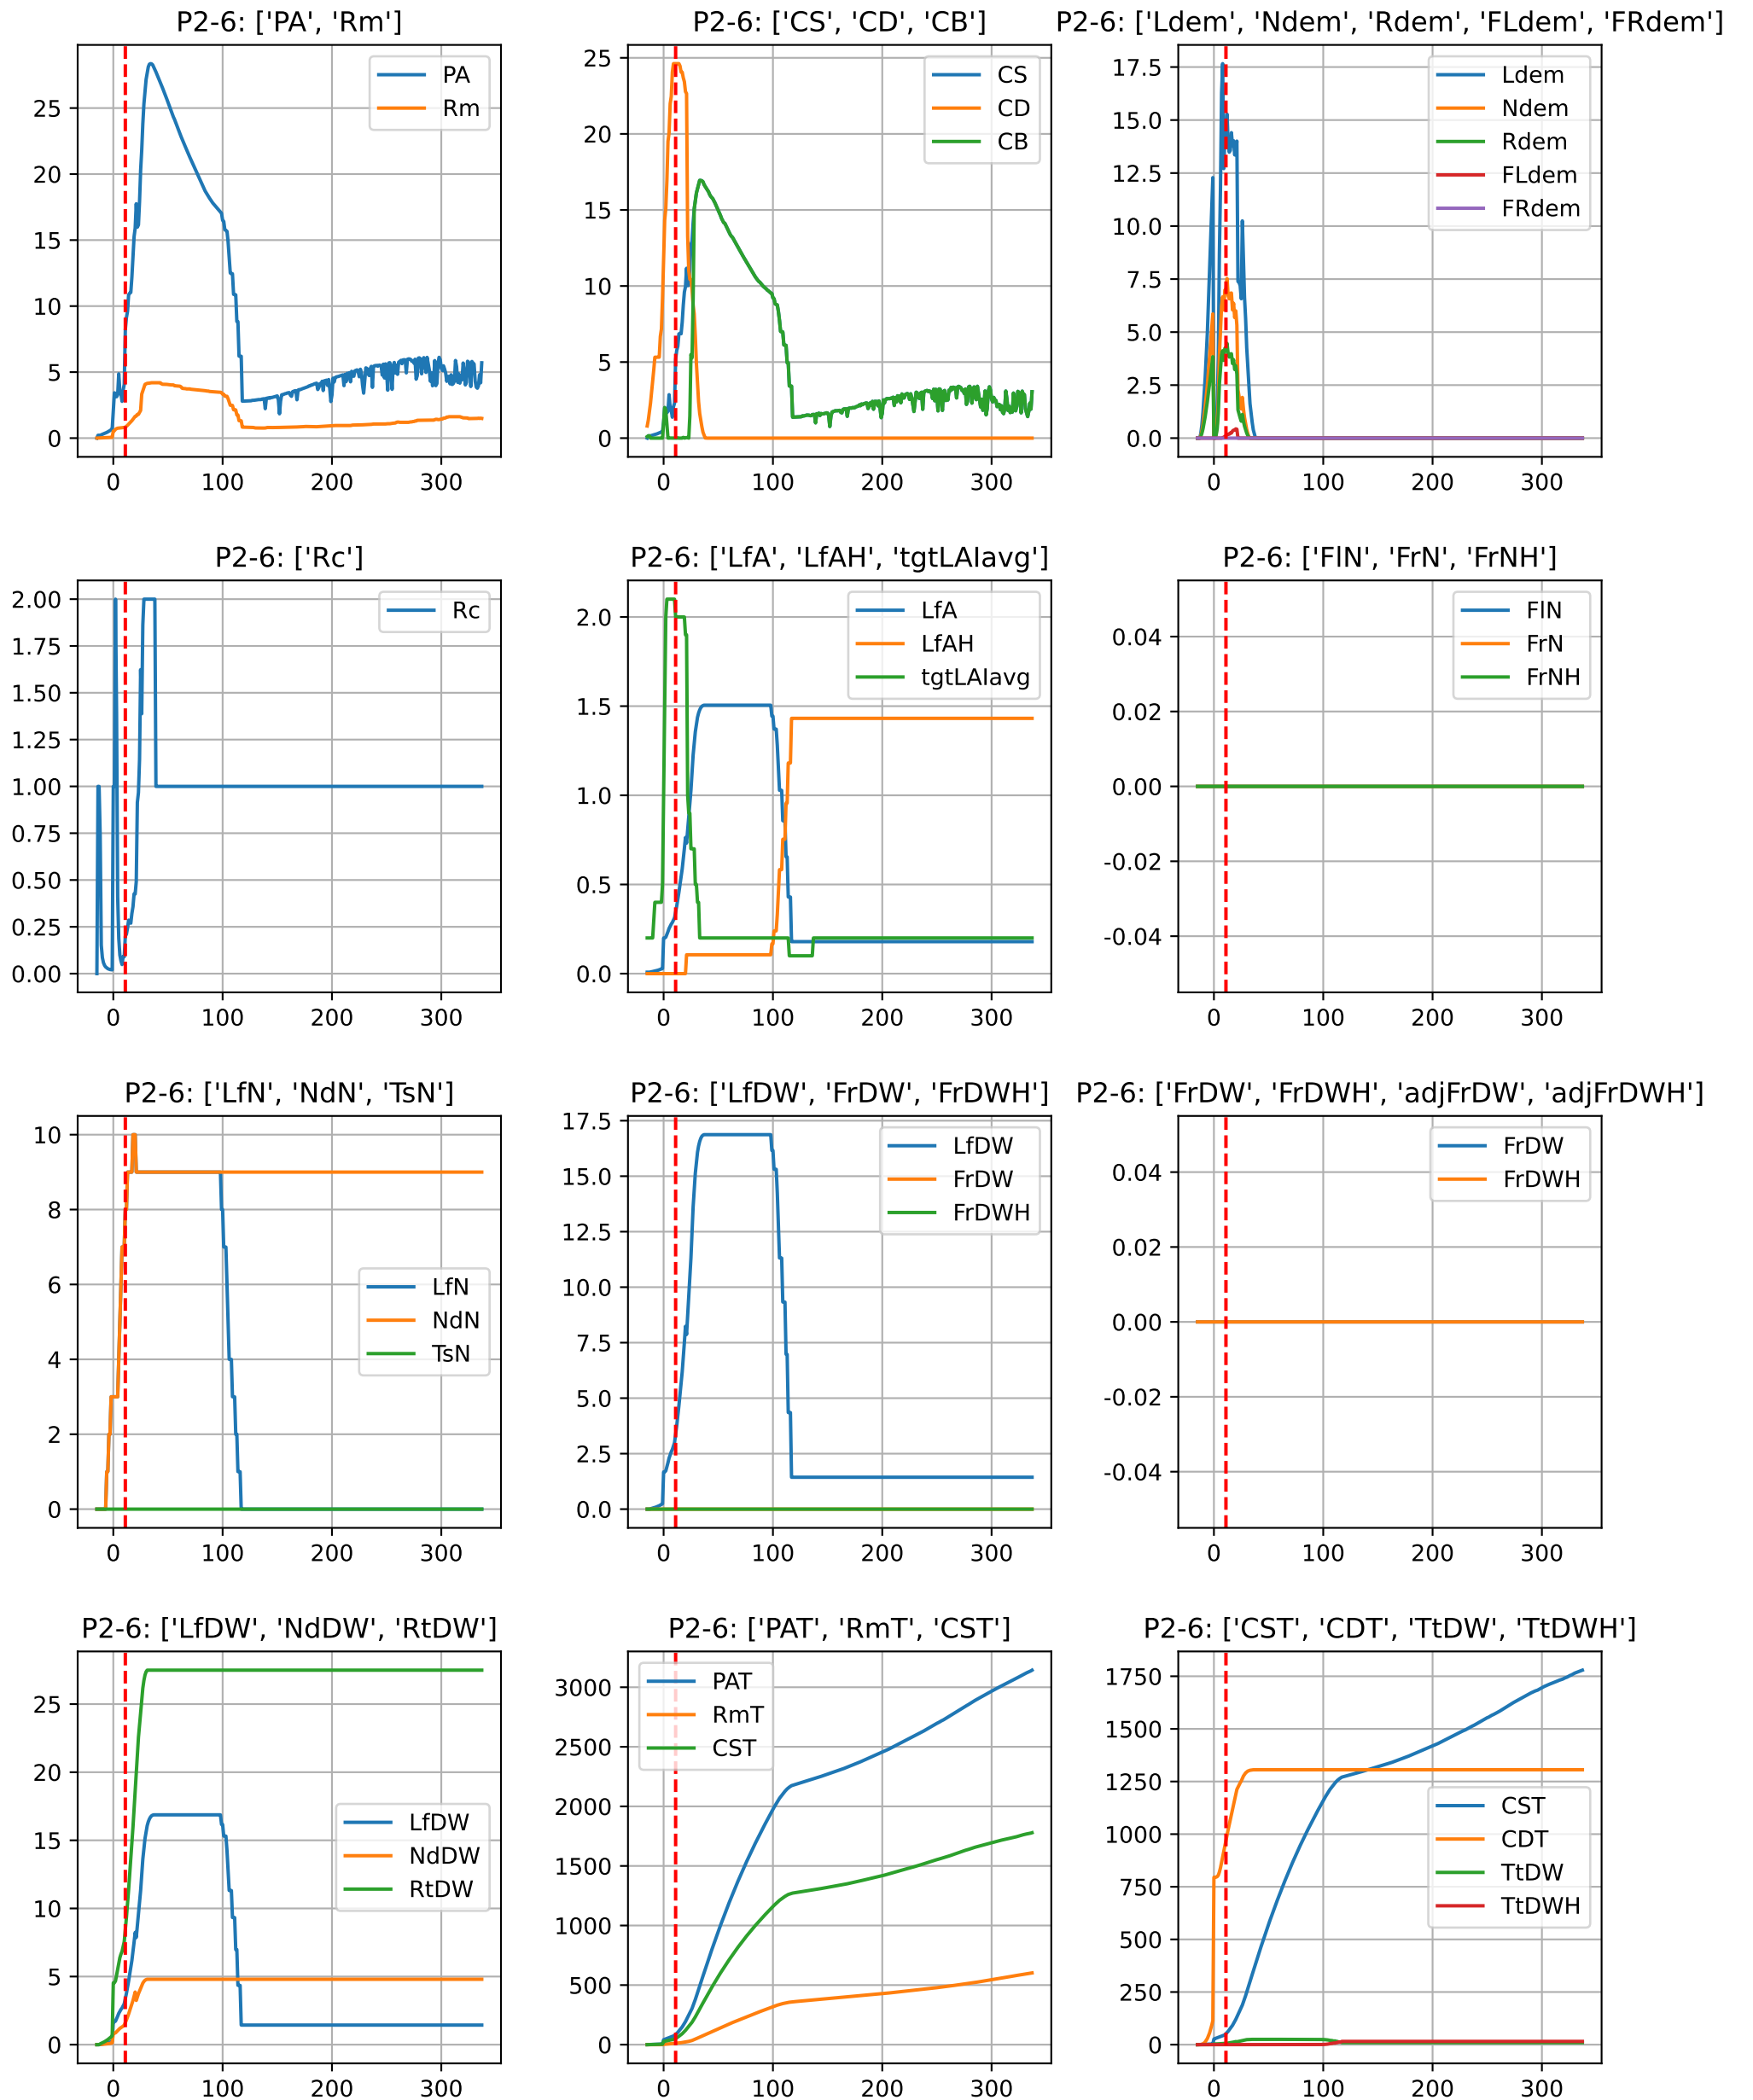 P2-6: ['PA', 'Rm']
25
20
15
10
5
0
0 100 200 300
PA
Rm
P2-6: ['CS', 'CD', 'CB']
25
20
15
10
5
0
0 100 200 300
CS
CD
CB
P2-6: ['Ldem', 'Ndem', 'Rdem', 'FLdem', 'FRdem']
17.5
15.0
12.5
10.0
7.5
5.0
2.5
0.0
0 100 200 300
Ldem
Ndem
Rdem
FLdem
FRdem
P2-6: ['Rc']
2.00
1.75
1.50
1.25
1.00
0.75
0.50
0.25
0.00
0 100 200 300
Rc
P2-6: ['LfA', 'LfAH', 'tgtLAIavg']
2.0
1.5
1.0
0.5
0.0
0 100 200 300
LfA
LfAH
tgtLAIavg
P2-6: ['FlN', 'FrN', 'FrNH']
0.04
0.02
0.00
-0.02
-0.04
0 100 200 300
FlN
FrN
FrNH
P2-6: ['LfN', 'NdN', 'TsN']
10
8
6
4
2
0
0 100 200 300
LfN
NdN
TsN
P2-6: ['LfDW', 'FrDW', 'FrDWH']
17.5
15.0
12.5
10.0
7.5
5.0
2.5
0.0
0 100 200 300
LfDW
FrDW
FrDWH
P2-6: ['FrDW', 'FrDWH', 'adjFrDW', 'adjFrDWH']
0.04
0.02
0.00
-0.02
-0.04
0 100 200 300
FrDW
FrDWH
P2-6: ['LfDW', 'NdDW', 'RtDW']
25
20
15
10
5
0
0 100 200 300
LfDW
NdDW
RtDW
P2-6: ['PAT', 'RmT', 'CST']
3000
2500
2000
1500
1000
500
0
0 100 200 300
PAT
RmT
CST
P2-6: ['CST', 'CDT', 'TtDW', 'TtDWH']
1750
1500
1250
1000
750
500
250
0
0 100 200 300
CST
CDT
TtDW
TtDWH